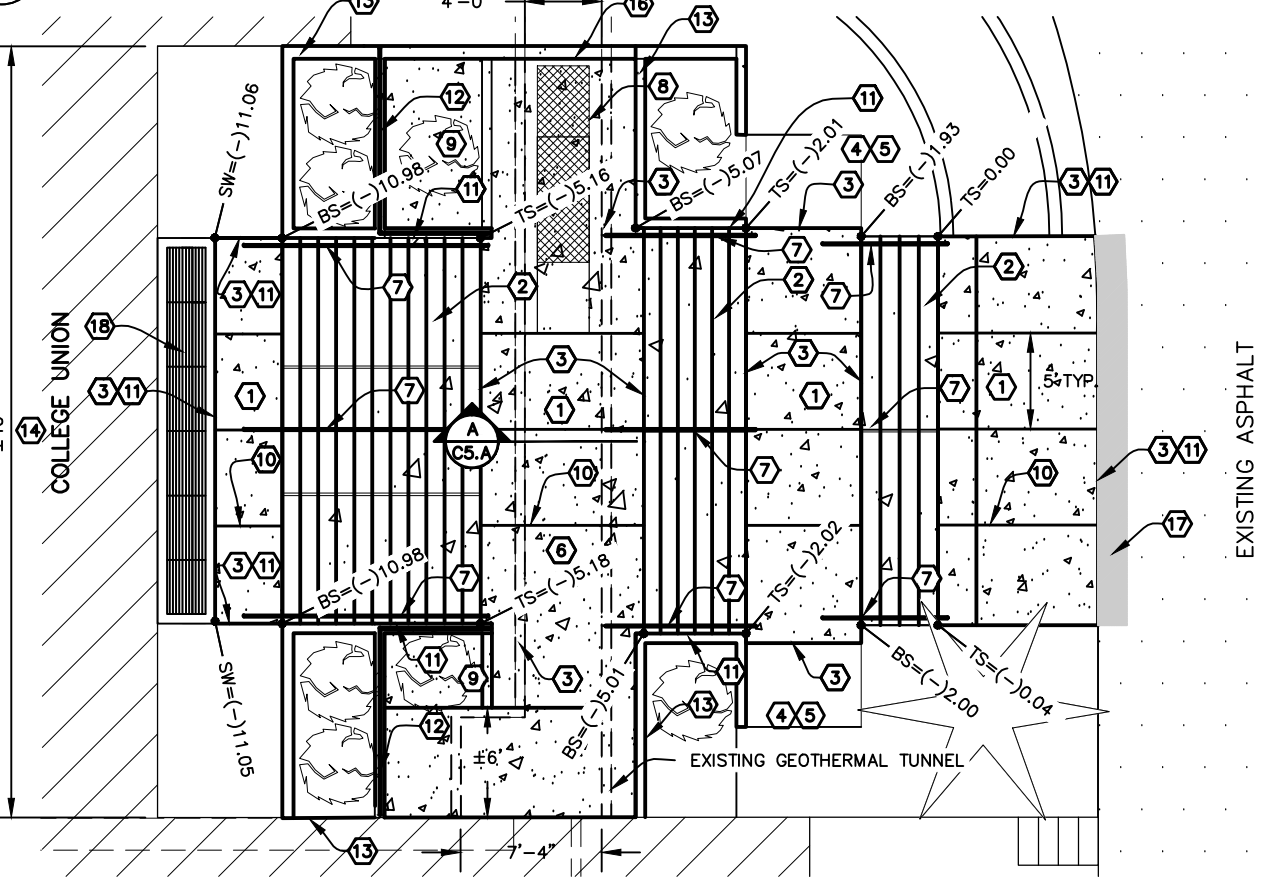 13
4'-0"
16
13
8
12
11
9
SW=(-)11.06
BS=(-)10.98
11
TS=(-)5.16
3
BS=(-)5.07
TS=(-)2.01
4 5
3
BS=(-)1.93
TS=0.00
3 11
7
2
7
2
7
2
3 11
18
COLLEGE UNION
3 11
14
1
7
3
1
3
1
7
1
5' TYP.
EXISTING ASPHALT
A
C5.A
10
10
7
10
3 11
17
3 11
BS=(-)10.98
7
6
TS=(-)5.18
7
TS=(-)2.02
7
11
9
3
11
3
SW=(-)11.05
12
BS=(-)5.01
13
4 5
BS=(-)2.00
TS=(-)0.04
±6'
EXISTING GEOTHERMAL TUNNEL
13
7'-4"